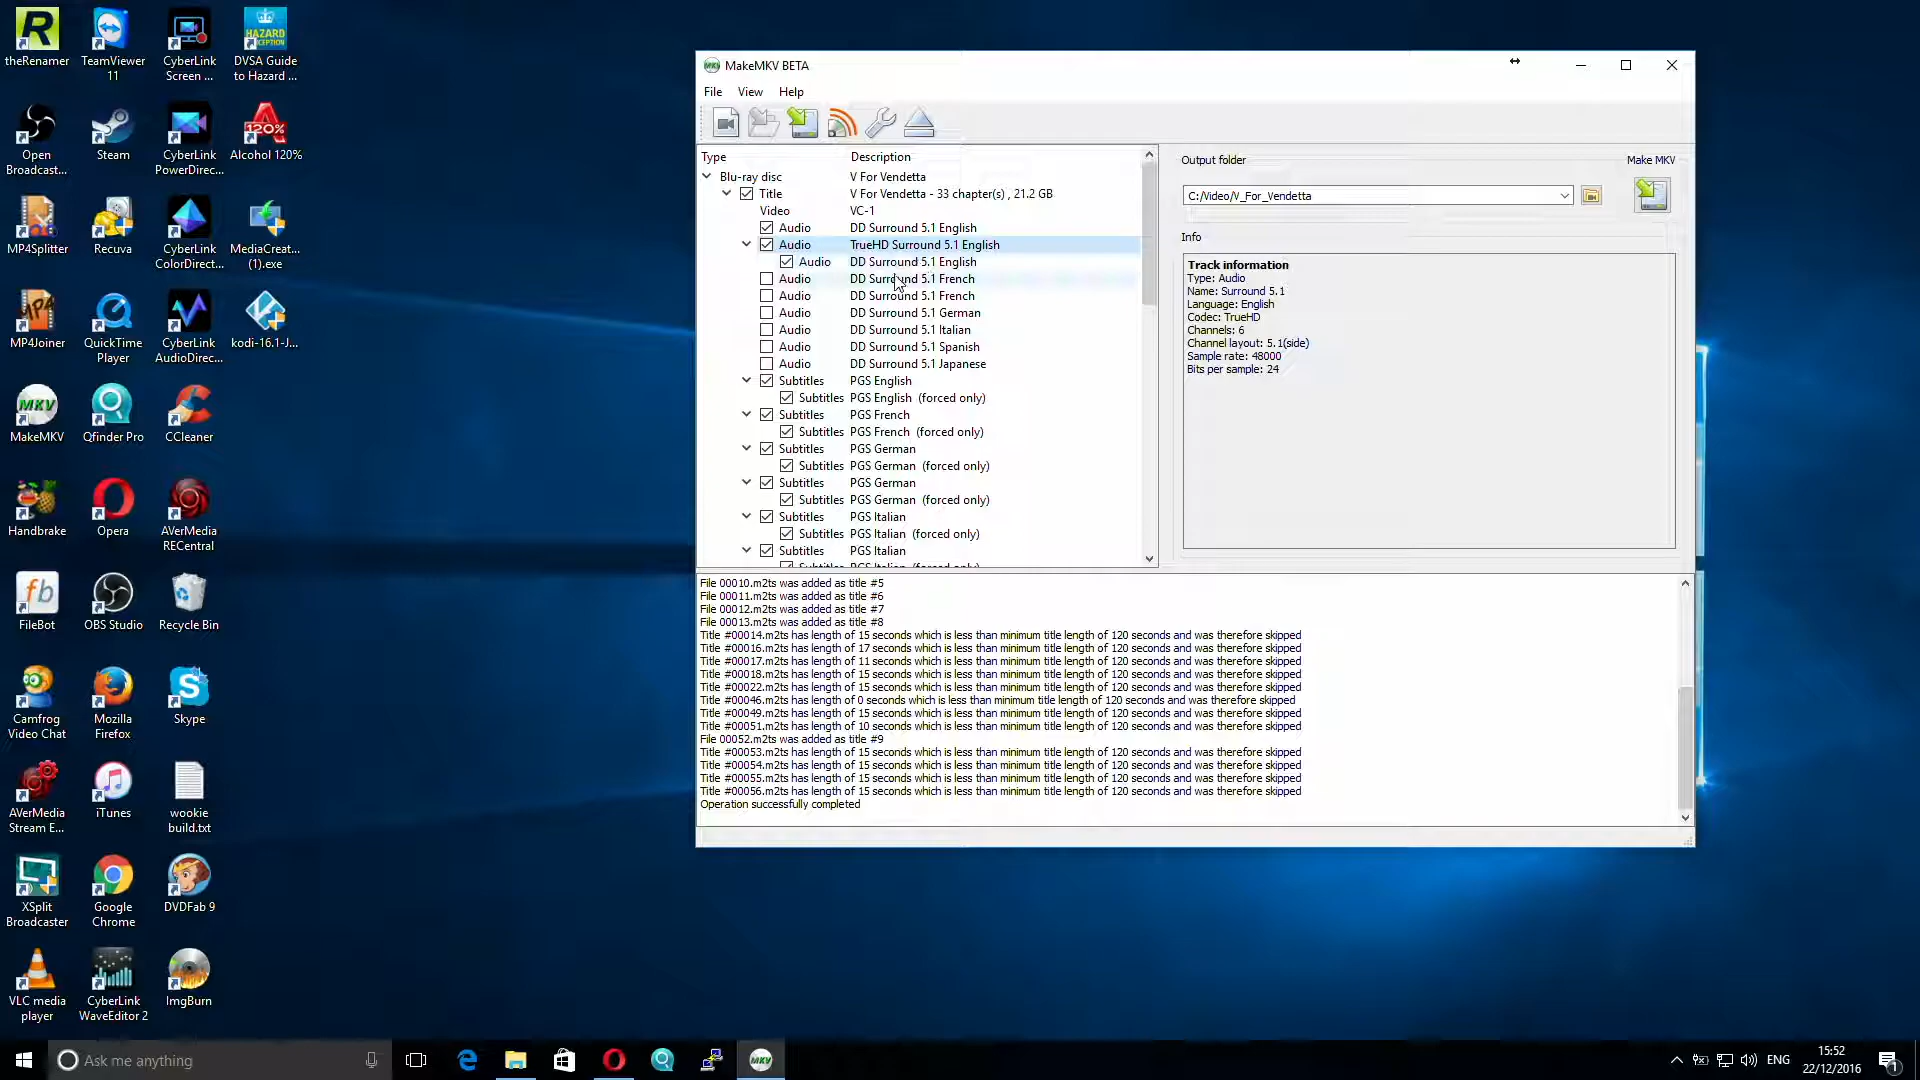 theRenamer
TeamViewer 11
CyberLink Screen ...
DVSA Guide to Hazard ...
Open Broadcast...
Steam
CyberLink PowerDirec...
Alcohol 120%
MP4Splitter
Recuva
CyberLink ColorDirect...
MediaCreat... (1).exe
MP4Joiner
QuickTime Player
CyberLink AudioDirec...
kodi-16.1-J...
MakeMKV
Qfinder Pro
CCleaner
Handbrake
Opera
AVerMedia RECentral
FileBot
OBS Studio
Recycle Bin
Camfrog Video Chat
Mozilla Firefox
Skype
AVerMedia Stream E...
iTunes
wookie build.txt
XSplit Broadcaster
Google Chrome
DVDFab 9
VLC media player
CyberLink WaveEditor 2
ImgBurn
MakeMKV BETA
File View Help
Type Description
Blu-ray disc V For Vendetta
Title V For Vendetta - 33 chapter(s) , 21.2 GB
Video VC-1
Audio DD Surround 5.1 English
Audio TrueHD Surround 5.1 English
Audio DD Surround 5.1 English
Audio DD Surround 5.1 French
Audio DD Surround 5.1 French
Audio DD Surround 5.1 German
Audio DD Surround 5.1 Italian
Audio DD Surround 5.1 Spanish
Audio DD Surround 5.1 Japanese
Subtitles PGS English
Subtitles PGS English (forced only)
Subtitles PGS French
Subtitles PGS French (forced only)
Subtitles PGS German
Subtitles PGS German (forced only)
Subtitles PGS German
Subtitles PGS German (forced only)
Subtitles PGS Italian
Subtitles PGS Italian (forced only)
Subtitles PGS Italian
Subtitles PGS Italian (forced only)
Output folder
Make MKV
C:/Video/V_For_Vendetta
Info
Track information
Type: Audio
Name: Surround 5.1
Language: English
Codec: TrueHD
Channels: 6
Channel layout: 5.1(side)
Sample rate: 48000
Bits per sample: 24
File 00010.m2ts was added as title #5
File 00011.m2ts was added as title #6
File 00012.m2ts was added as title #7
File 00013.m2ts was added as title #8
Title #00014.m2ts has length of 15 seconds which is less than minimum title length of 120 seconds and was therefore skipped
Title #00016.m2ts has length of 17 seconds which is less than minimum title length of 120 seconds and was therefore skipped
Title #00017.m2ts has length of 11 seconds which is less than minimum title length of 120 seconds and was therefore skipped
Title #00018.m2ts has length of 15 seconds which is less than minimum title length of 120 seconds and was therefore skipped
Title #00022.m2ts has length of 15 seconds which is less than minimum title length of 120 seconds and was therefore skipped
Title #00046.m2ts has length of 0 seconds which is less than minimum title length of 120 seconds and was therefore skipped
Title #00049.m2ts has length of 15 seconds which is less than minimum title length of 120 seconds and was therefore skipped
Title #00051.m2ts has length of 10 seconds which is less than minimum title length of 120 seconds and was therefore skipped
File 00052.m2ts was added as title #9
Title #00053.m2ts has length of 15 seconds which is less than minimum title length of 120 seconds and was therefore skipped
Title #00054.m2ts has length of 15 seconds which is less than minimum title length of 120 seconds and was therefore skipped
Title #00055.m2ts has length of 15 seconds which is less than minimum title length of 120 seconds and was therefore skipped
Title #00056.m2ts has length of 15 seconds which is less than minimum title length of 120 seconds and was therefore skipped
Operation successfully completed
Ask me anything
ENG
15:52
22/12/2016